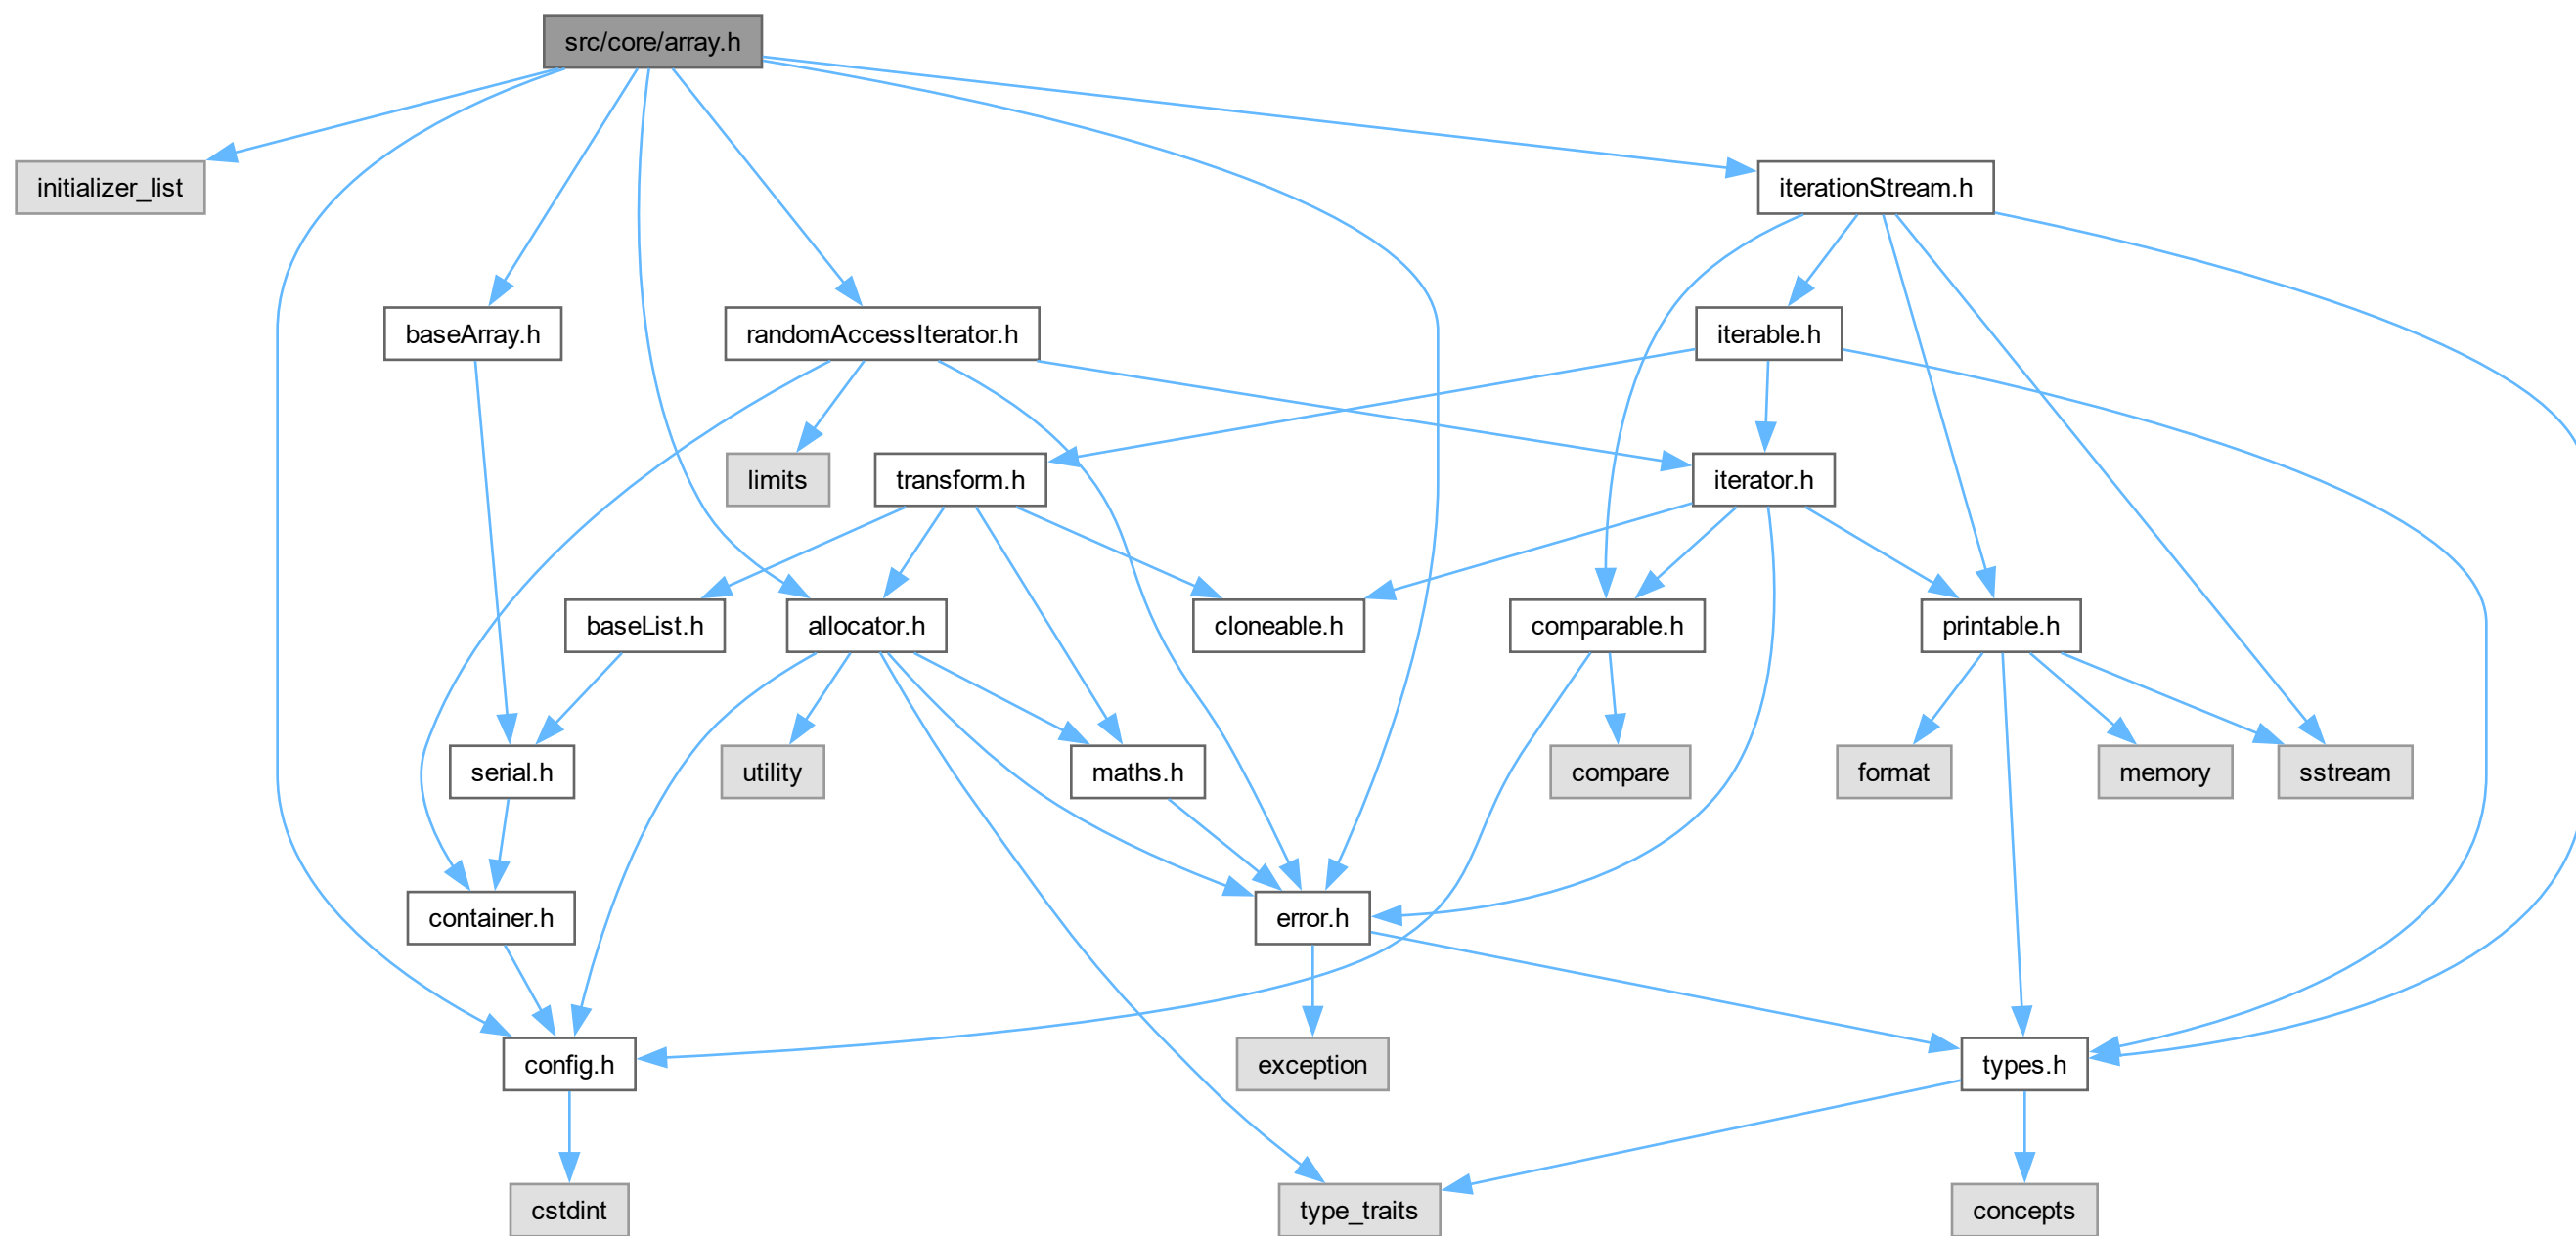 src/core/array.h
initializer_list
iterationStream.h
baseArray.h
randomAccessIterator.h
iterable.h
limits
transform.h
iterator.h
baseList.h
allocator.h
cloneable.h
comparable.h
printable.h
serial.h
utility
maths.h
compare
format
memory
sstream
container.h
error.h
config.h
exception
types.h
cstdint
type_traits
concepts